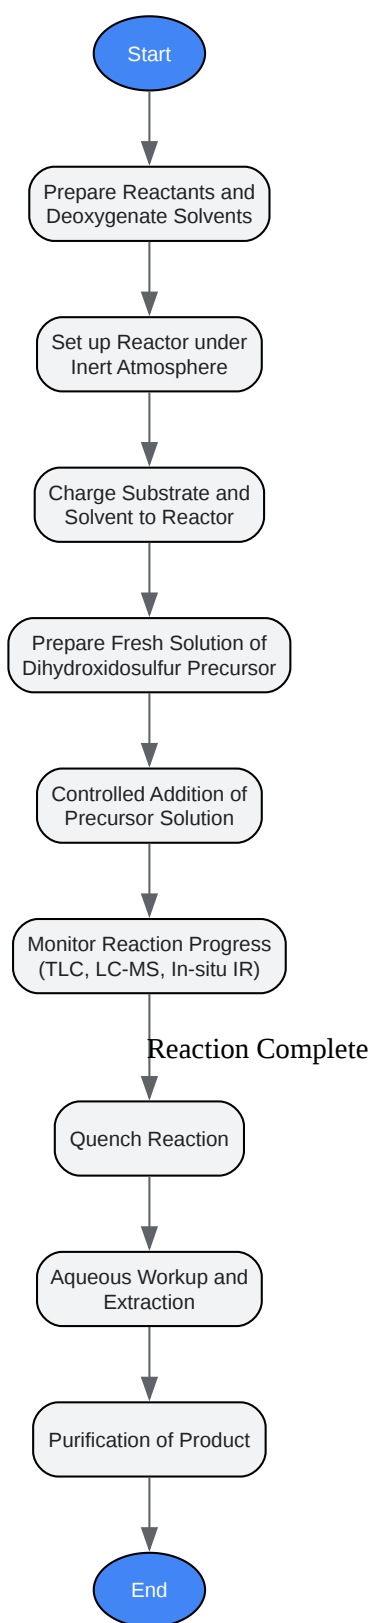 Start
Prepare Reactants and
Deoxygenate Solvents
Set up Reactor under
Inert Atmosphere
Charge Substrate and
Solvent to Reactor
Prepare Fresh Solution of
Dihydroxidosulfur Precursor
Controlled Addition of
Precursor Solution
Monitor Reaction Progress
(TLC, LC-MS, In-situ IR)
Reaction Complete
Quench Reaction
Aqueous Workup and
Extraction
Purification of Product
End